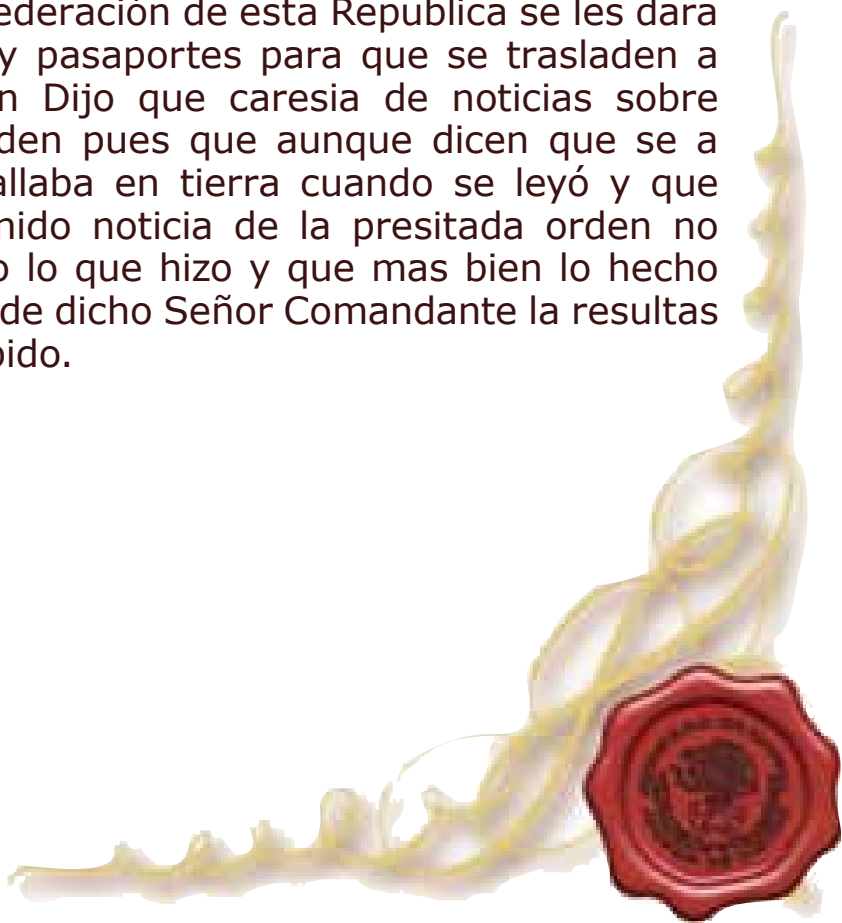 ederación de esta Republica se les dara
y pasaportes para que se trasladen a
n Dijo que caresia de noticias sobre
den pues que aunque dicen que se a
allaba en tierra cuando se leyó y que
nido noticia de la presitada orden no
o lo que hizo y que mas bien lo hecho
de dicho Señor Comandante la resultas
bido.